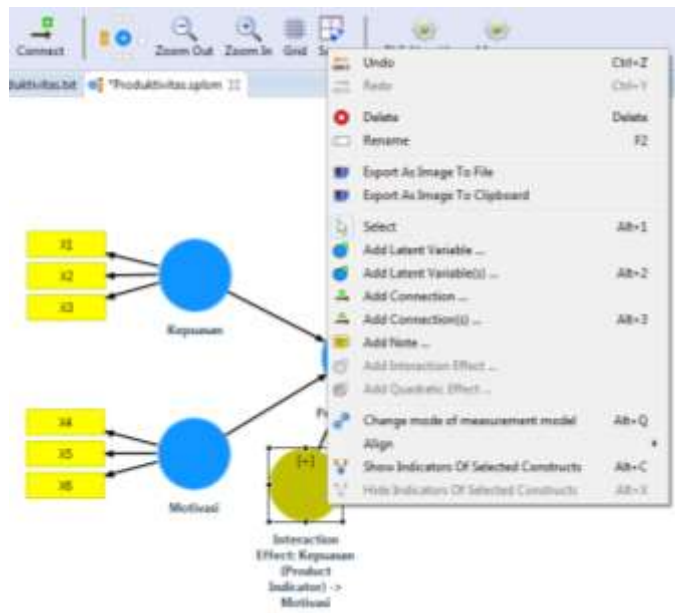 Connect
Zoom Out
Zoom In
Grid
*Produktivitas.splsm
Undo Ctrl+Z
Redo Ctrl+Y
Delete Delete
Rename F2
Export As Image To File
Export As Image To Clipboard
Select Alt+1
Add Latent Variable ...
Add Latent Variable(s) ... Alt+2
Add Connection ...
Add Connection(s) ... Alt+3
Add Note ...
Add Interaction Effect ...
Add Quadratic Effect ...
Change mode of measurement model Alt+Q
Align
Show Indicators Of Selected Constructs Alt+C
Hide Indicators Of Selected Constructs Alt+X
X1
X2
X3
Kepuasan
X4
X5
X6
Motivasi
[+]
Interaction
Effect: Kepuasan
(Product
Indicator) ->
Motivasi